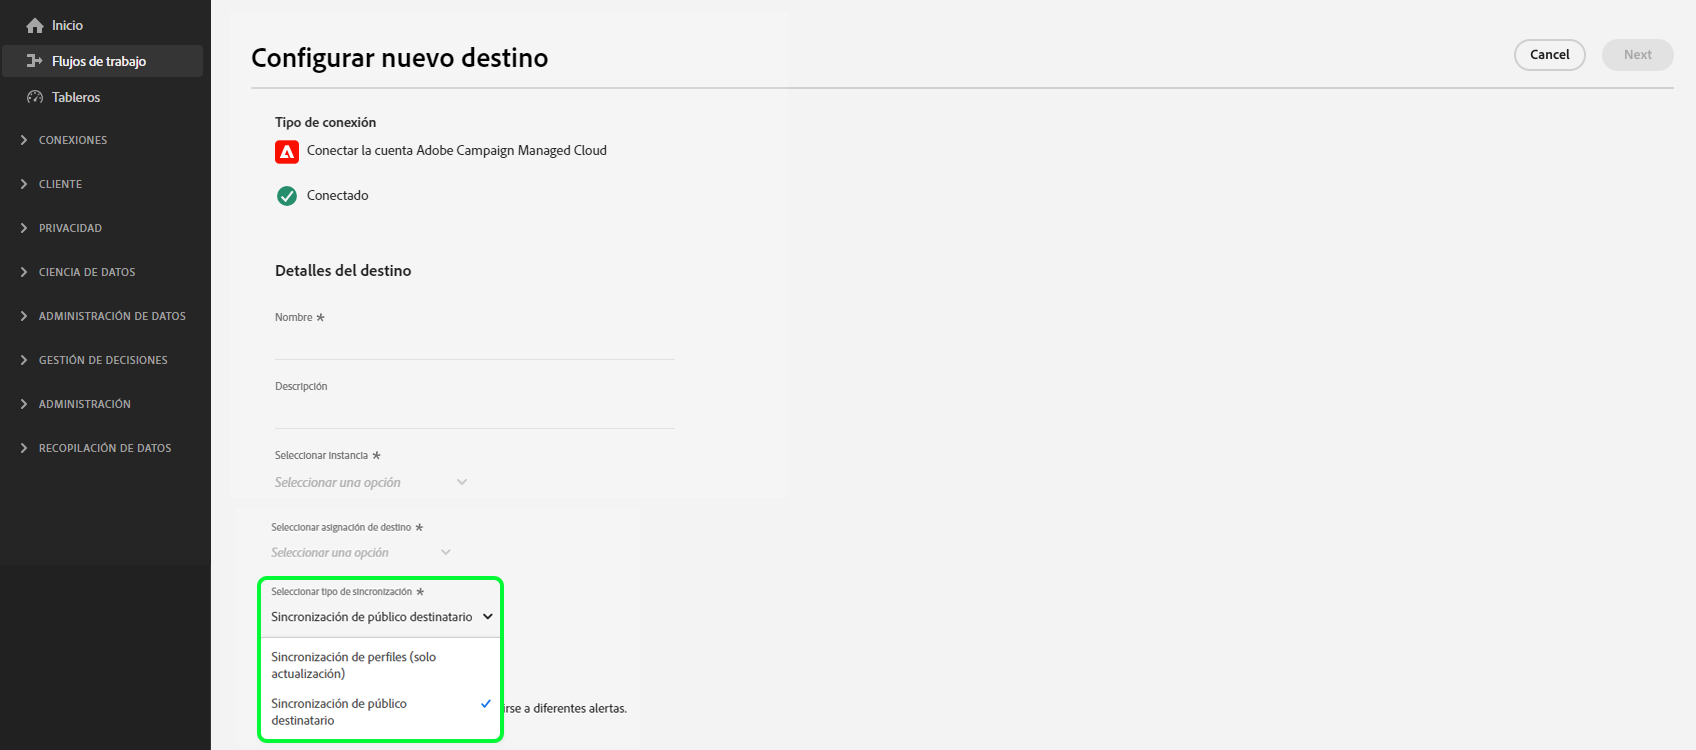 Inicio
Flujos de trabajo
Tableros
CONEXIONES
CLIENTE
PRIVACIDAD
CIENCIA DE DATOS
ADMINISTRACIÓN DE DATOS
GESTIÓN DE DECISIONES
ADMINISTRACIÓN
RECOPILACIÓN DE DATOS
Configurar nuevo destino
Cancel
Next
Tipo de conexión
Conectar la cuenta Adobe Campaign Managed Cloud
Conectado
Detalles del destino
Nombre *
Descripción
Seleccionar instancia *
Seleccionar una opción
Seleccionar asignación de destino *
Seleccionar una opción
Seleccionar tipo de sincronización *
Sincronización de público destinatario
Sincronización de perfiles (solo
actualización)
Sincronización de público
destinatario
irse a diferentes alertas.